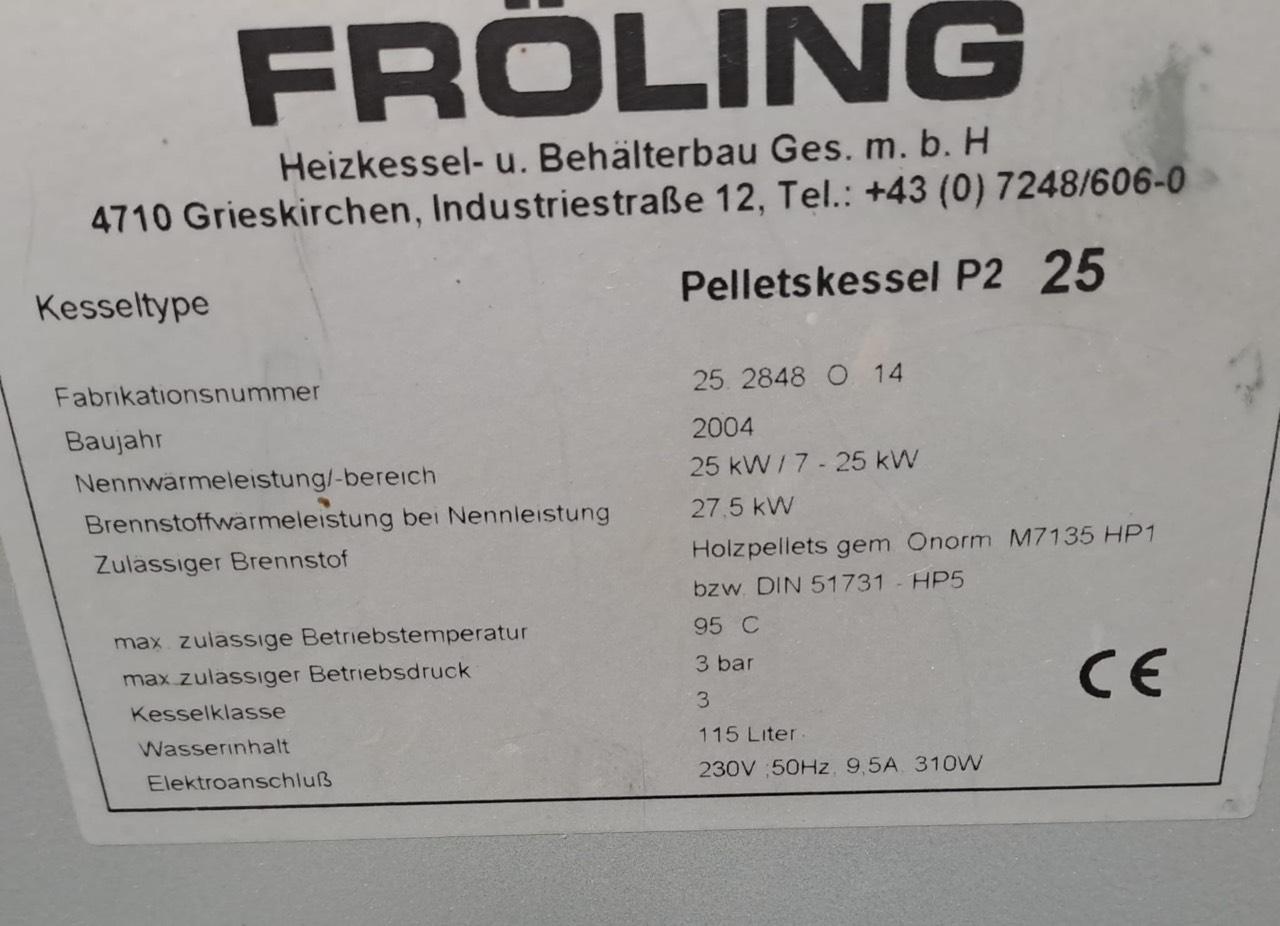 FRÖLING
Heizkessel- u. Behälterbau Ges. m. b. H
4710 Grieskirchen, Industriestraße 12, Tel.: +43 (0) 7248/606-0
Kesseltype Pelletskessel P2 25
Fabrikationsnummer 25. 2848 O 14
Baujahr 2004
Nennwärmeleistung/-bereich 25 kW / 7 - 25 kW
Brennstoffwärmeleistung bei Nennleistung 27,5 kW
Zulässiger Brennstof Holzpellets gem Onorm M7135 HP1
bzw. DIN 51731 - HP5
max. zulässige Betriebstemperatur 95 C
max.zulässiger Betriebsdruck 3 bar
Kesselklasse 3
Wasserinhalt 115 Liter
Elektroanschluß 230V ;50Hz, 9,5A, 310W
CE